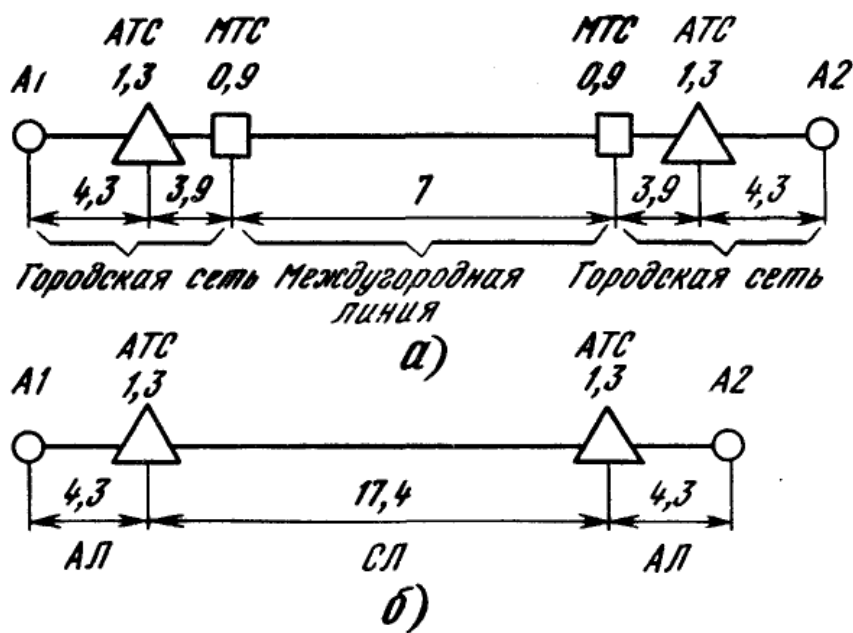 АТС МТС МТС АТС
А1 1,3 0,9 0,9 1,3 А2
4,3 3,9 7 3,9 4,3
Городская сеть Междугородная Городская сеть
линия
а)
АТС АТС
А1 1,3 1,3 А2
4,3 17,4 4,3
АЛ СЛ АЛ
б)